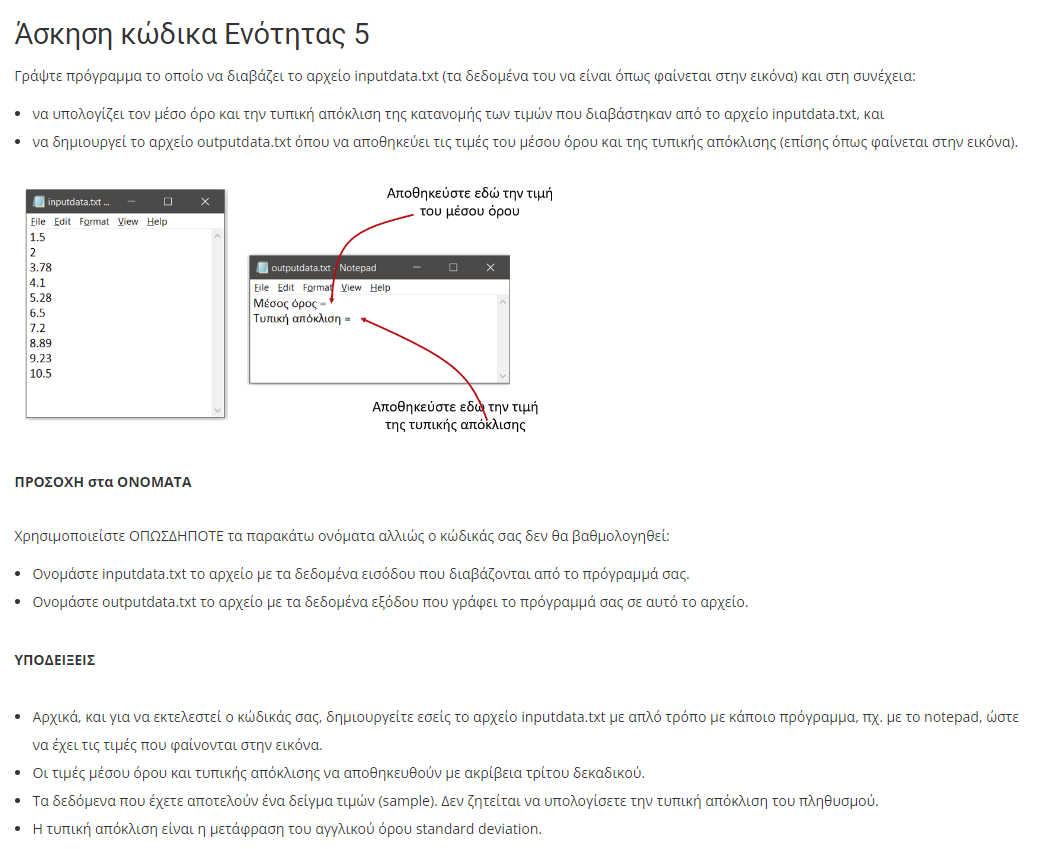 Άσκηση κώδικα Ενότητας 5
Γράψτε πρόγραμμα το οποίο να διαβάζει το αρχείο inputdata.txt (τα δεδομένα του να είναι όπως φαίνεται στην εικόνα) και στη συνέχεια:
• να υπολογίζει τον μέσο όρο και την τυπική απόκλιση της κατανομής των τιμών που διαβάστηκαν από το αρχείο inputdata.txt, και
• να δημιουργεί το αρχείο outputdata.txt όπου να αποθηκεύει τις τιμές του μέσου όρου και της τυπικής απόκλισης (επίσης όπως φαίνεται στην εικόνα).
inputdata.txt ...
File Edit Format View Help
1.5
2
3.78
4.1
5.28
6.5
7.2
8.89
9.23
10.5
Αποθηκεύστε εδώ την τιμή
του μέσου όρου
outputdata.txt - Notepad
File Edit Format View Help
Μέσος όρος =
Τυπική απόκλιση =
Αποθηκεύστε εδώ την τιμή
της τυπικής απόκλισης
ΠΡΟΣΟΧΗ στα ΟΝΟΜΑΤΑ
Χρησιμοποιείστε ΟΠΩΣΔΗΠΟΤΕ τα παρακάτω ονόματα αλλιώς ο κώδικάς σας δεν θα βαθμολογηθεί:
• Ονομάστε inputdata.txt το αρχείο με τα δεδομένα εισόδου που διαβάζονται από το πρόγραμμά σας.
• Ονομάστε outputdata.txt το αρχείο με τα δεδομένα εξόδου που γράφει το πρόγραμμά σας σε αυτό το αρχείο.
ΥΠΟΔΕΙΞΕΙΣ
• Αρχικά, και για να εκτελεστεί ο κώδικάς σας, δημιουργείτε εσείς το αρχείο inputdata.txt με απλό τρόπο με κάποιο πρόγραμμα, πχ. με το notepad, ώστε
να έχει τις τιμές που φαίνονται στην εικόνα.
• Οι τιμές μέσου όρου και τυπικής απόκλισης να αποθηκευθούν με ακρίβεια τρίτου δεκαδικού.
• Τα δεδόμενα που έχετε αποτελούν ένα δείγμα τιμών (sample). Δεν ζητείται να υπολογίσετε την τυπική απόκλιση του πληθυσμού.
• Η τυπική απόκλιση είναι η μετάφραση του αγγλικού όρου standard deviation.